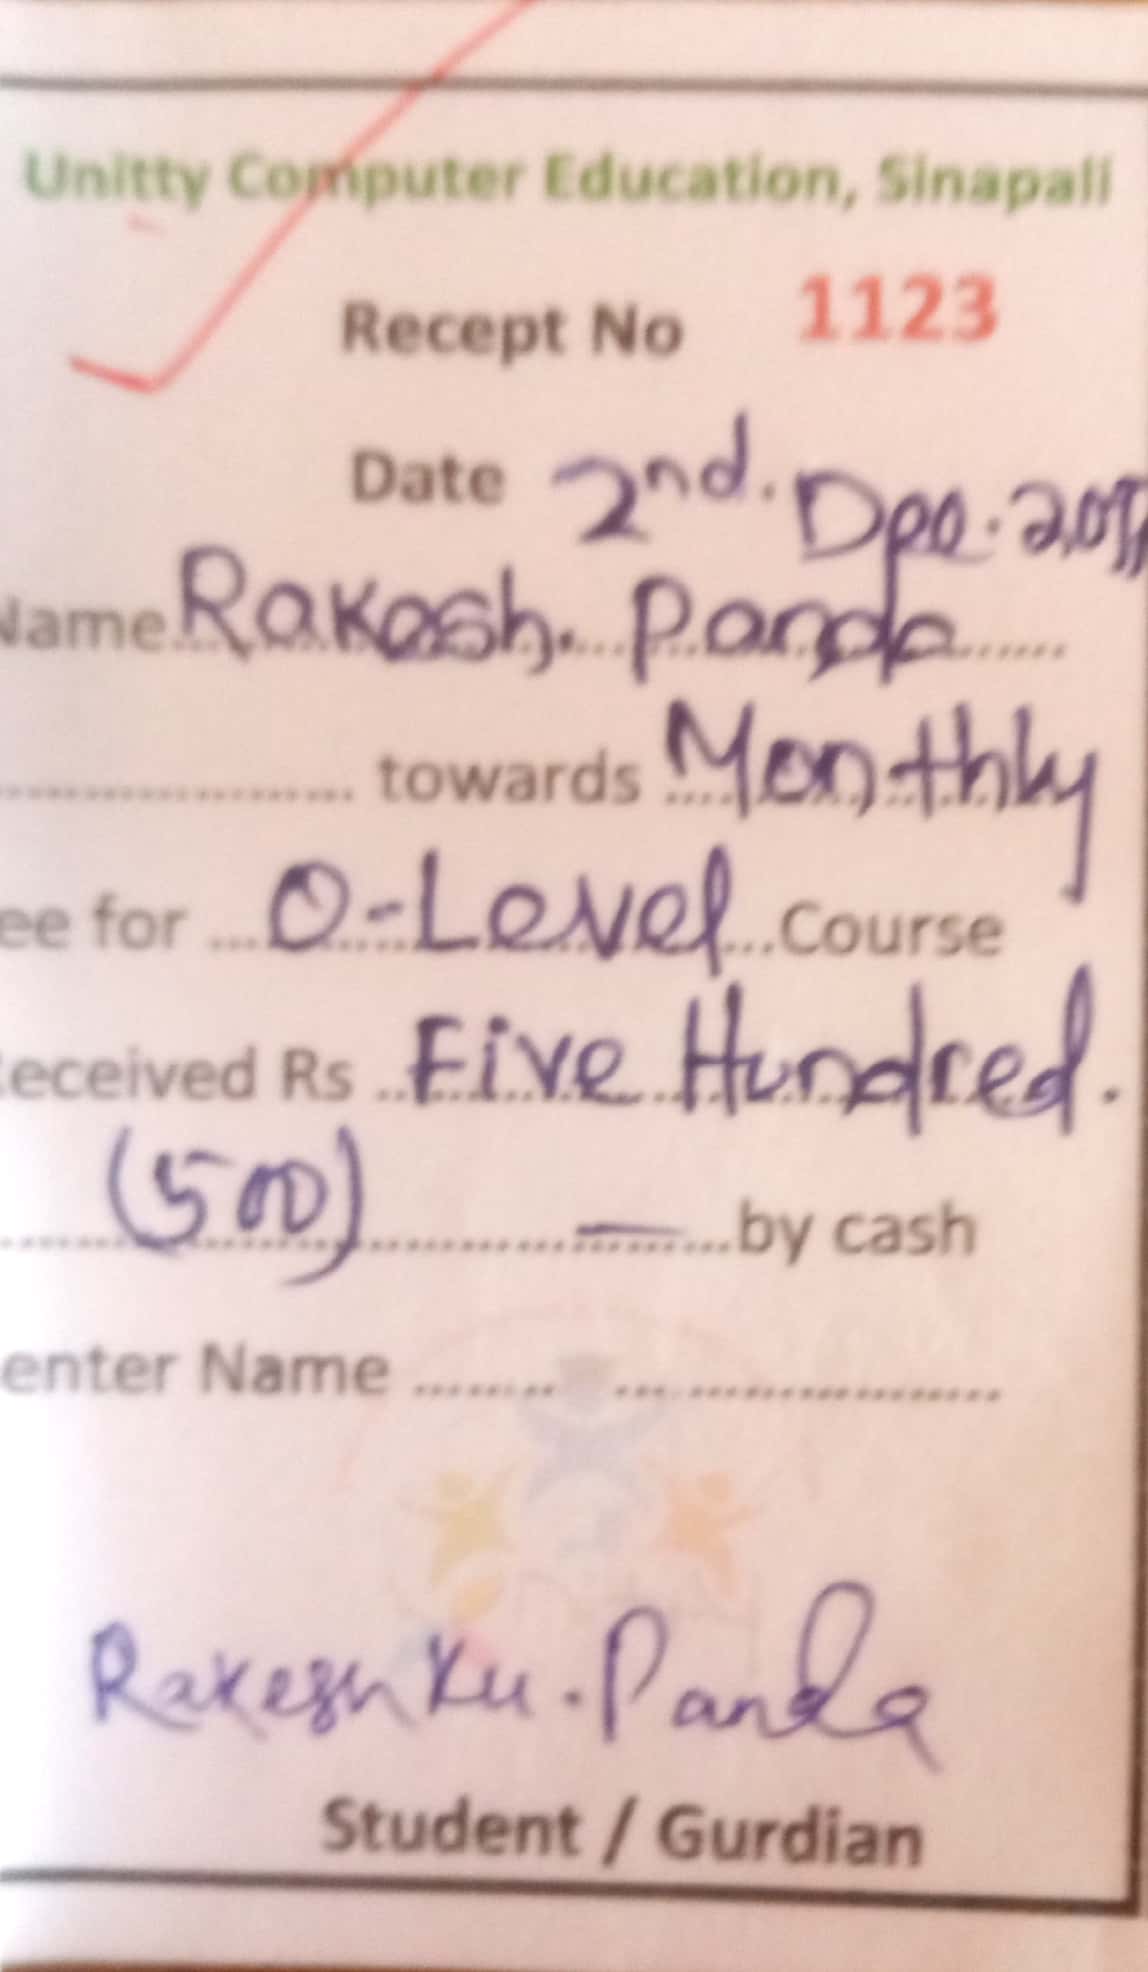 Unitty Computer Education, Sinapali
Recept No 1123
Date 2nd. Dec.
Name Rakesh. Panda
towards Monthly
ee for O-Level Course
eceived Rs Five Hundred.
(500) — by cash
enter Name
Rakesh Ku. Panda
Student / Gurdian